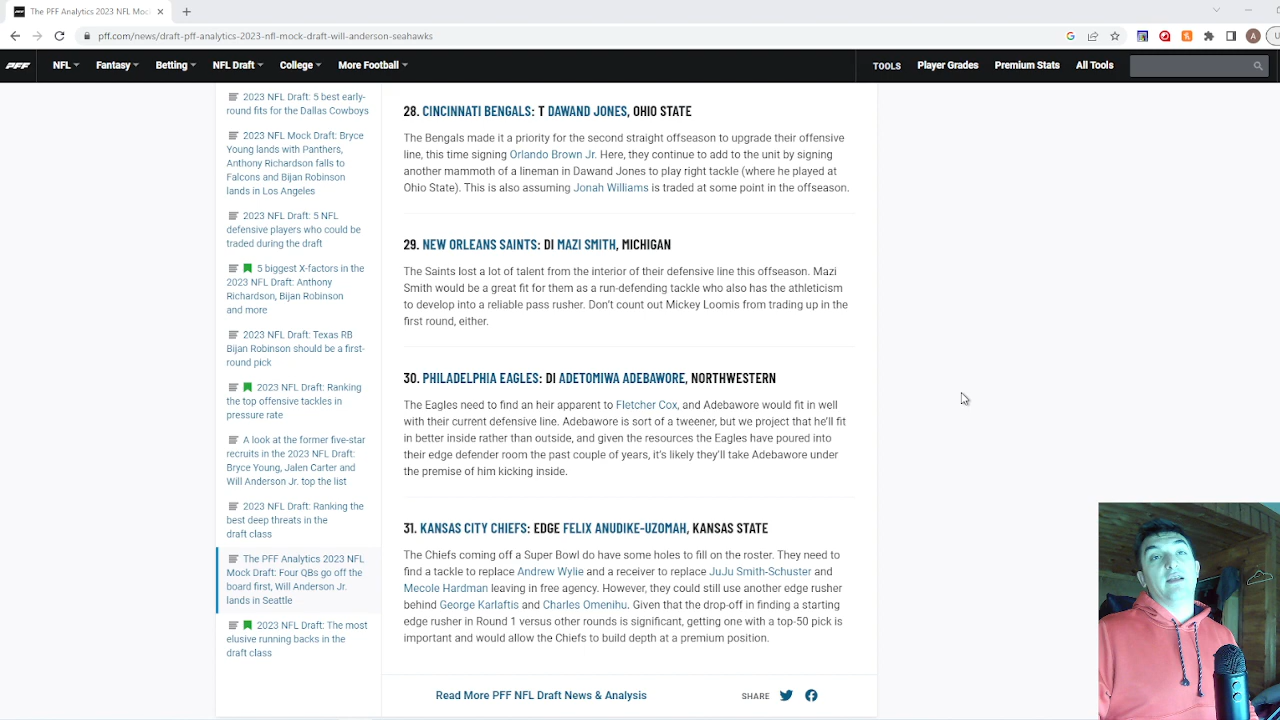 The PFF Analytics 2023 NFL Moc
pff.com/news/draft-pff-analytics-2023-nfl-mock-draft-will-anderson-seahawks
A
PFF NFL Fantasy Betting NFL Draft College More Football TOOLS Player Grades Premium Stats All Tools
2023 NFL Draft: 5 best early-
round fits for the Dallas Cowboys
2023 NFL Mock Draft: Bryce
Young lands with Panthers,
Anthony Richardson falls to
Falcons and Bijan Robinson
lands in Los Angeles
2023 NFL Draft: 5 NFL
defensive players who could be
traded during the draft
5 biggest X-factors in the
2023 NFL Draft: Anthony
Richardson, Bijan Robinson
and more
2023 NFL Draft: Texas RB
Bijan Robinson should be a first-
round pick
2023 NFL Draft: Ranking
the top offensive tackles in
pressure rate
A look at the former five-star
recruits in the 2023 NFL Draft:
Bryce Young, Jalen Carter and
Will Anderson Jr. top the list
2023 NFL Draft: Ranking the
best deep threats in the
draft class
The PFF Analytics 2023 NFL
Mock Draft: Four QBs go off the
board first, Will Anderson Jr.
lands in Seattle
2023 NFL Draft: The most
elusive running backs in the
draft class
28. CINCINNATI BENGALS: T DAWAND JONES, OHIO STATE
The Bengals made it a priority for the second straight offseason to upgrade their offensive
line, this time signing Orlando Brown Jr. Here, they continue to add to the unit by signing
another mammoth of a lineman in Dawand Jones to play right tackle (where he played at
Ohio State). This is also assuming Jonah Williams is traded at some point in the offseason.
29. NEW ORLEANS SAINTS: DI MAZI SMITH, MICHIGAN
The Saints lost a lot of talent from the interior of their defensive line this offseason. Mazi
Smith would be a great fit for them as a run-defending tackle who also has the athleticism
to develop into a reliable pass rusher. Don't count out Mickey Loomis from trading up in the
first round, either.
30. PHILADELPHIA EAGLES: DI ADETOMIWA ADEBAWORE, NORTHWESTERN
The Eagles need to find an heir apparent to Fletcher Cox, and Adebawore would fit in well
with their current defensive line. Adebawore is sort of a tweener, but we project that he'll fit
in better inside rather than outside, and given the resources the Eagles have poured into
their edge defender room the past couple of years, it's likely they'll take Adebawore under
the premise of him kicking inside.
31. KANSAS CITY CHIEFS: EDGE FELIX ANUDIKE-UZOMAH, KANSAS STATE
The Chiefs coming off a Super Bowl do have some holes to fill on the roster. They need to
find a tackle to replace Andrew Wylie and a receiver to replace JuJu Smith-Schuster and
Mecole Hardman leaving in free agency. However, they could still use another edge rusher
behind George Karlaftis and Charles Omenihu. Given that the drop-off in finding a starting
edge rusher in Round 1 versus other rounds is significant, getting one with a top-50 pick is
important and would allow the Chiefs to build depth at a premium position.
Read More PFF NFL Draft News & Analysis
SHARE